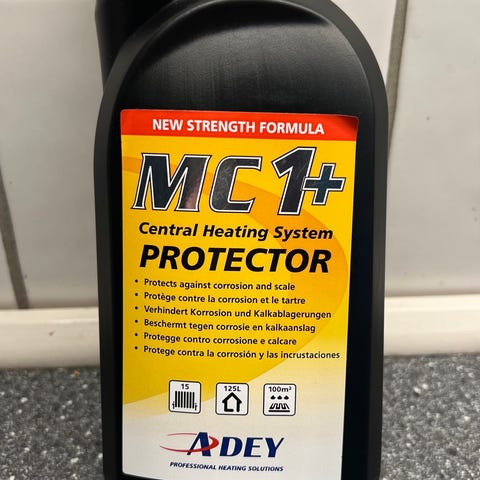 NEW STRENGTH FORMULA
MC1+
Central Heating System
PROTECTOR
• Protects against corrosion and scale
• Protège contre la corrosion et le tartre
• Verhindert Korrosion und Kalkablagerungen
• Beschermt tegen corrosie en kalkaanslag
• Protegge contro corrosione e calcare
• Protege contra la corrosión y las incrustaciones
15 125L 100m²
ADEY
PROFESSIONAL HEATING SOLUTIONS